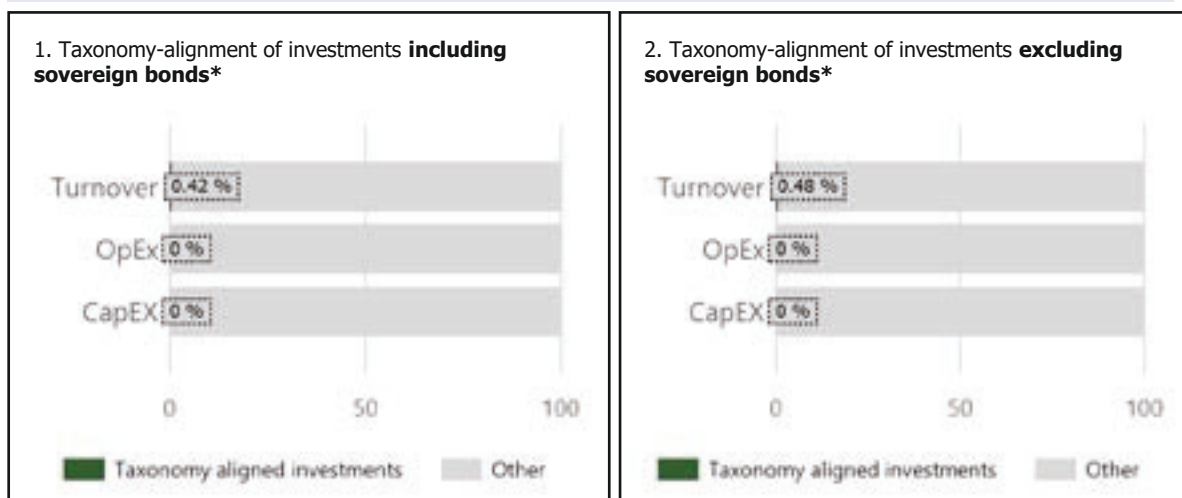 1. Taxonomy-alignment of investments including
sovereign bonds*
Turnover 0.42 %
OpEx 0 %
CapEX 0 %
0 50 100
Taxonomy aligned investments Other
2. Taxonomy-alignment of investments excluding
sovereign bonds*
Turnover 0.48 %
OpEx 0 %
CapEX 0 %
0 50 100
Taxonomy aligned investments Other